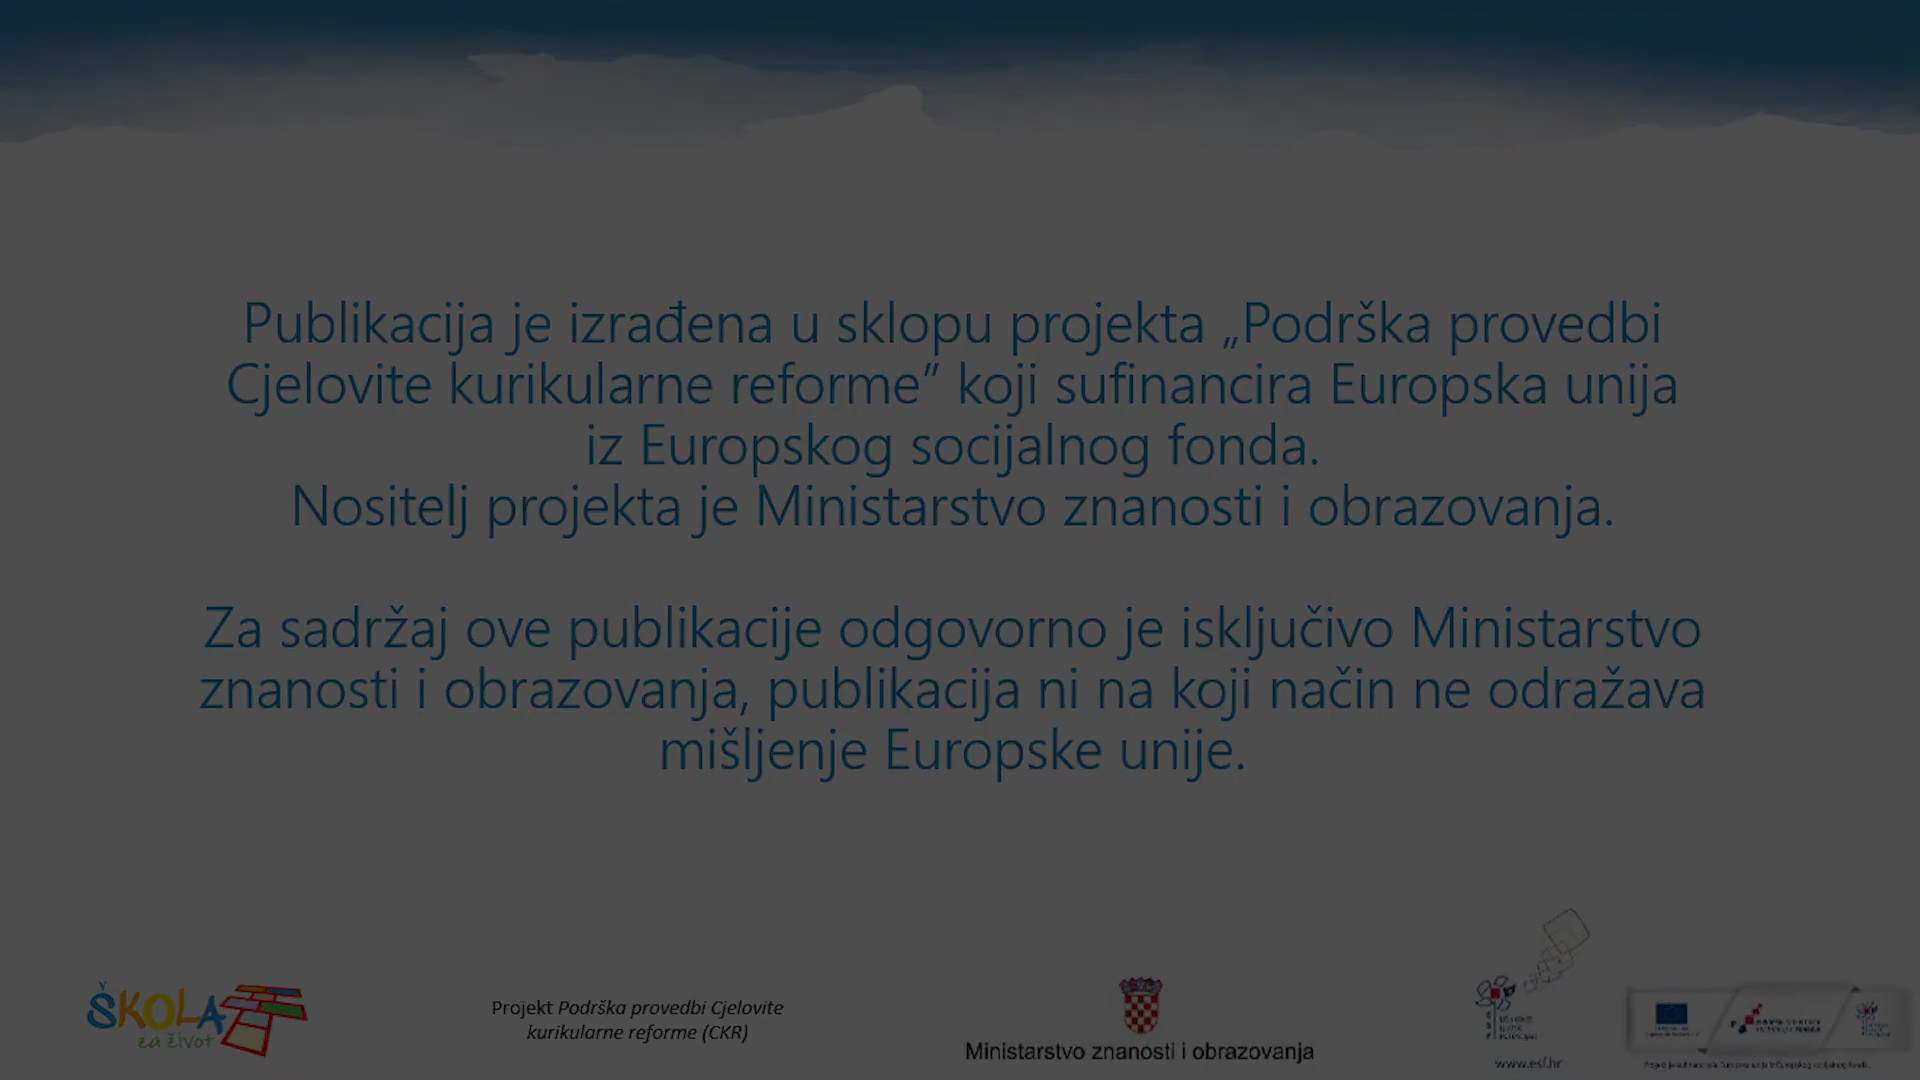 Publikacija je izrađena u sklopu projekta „Podrška provedbi
Cjelovite kurikularne reforme” koji sufinancira Europska unija
iz Europskog socijalnog fonda.
Nositelj projekta je Ministarstvo znanosti i obrazovanja.
Za sadržaj ove publikacije odgovorno je isključivo Ministarstvo
znanosti i obrazovanja, publikacija ni na koji način ne odražava
mišljenje Europske unije.
ŠKOLA
za život
Projekt Podrška provedbi Cjelovite
kurikularne reforme (CKR)
Ministarstvo znanosti i obrazovanja
www.esf.hr